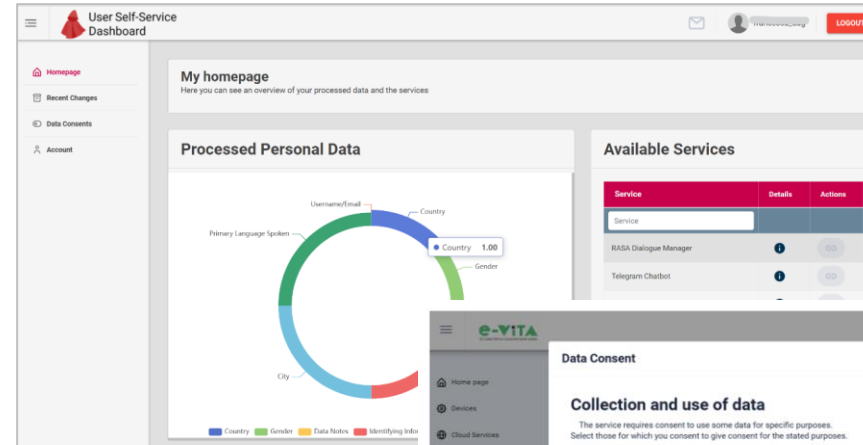 User Self-Service
Dashboard
LOGOUT
Homepage
Recent Changes
Data Consents
Account
My homepage
Here you can see an overview of your processed data and the services
Processed Personal Data
Username/Email
Country
Primary Language Spoken
Country 1.00
Gender
City
Country Gender Data Notes Identifying Infor
Available Services
Service Details Actions
Service
RASA Dialogue Manager
Telegram Chatbot
e-ViTA
Home page
Devices
Cloud Services
Data Consent
Collection and use of data
The service requires consent to use some data for specific purposes.
Select those for which you consent to give consent for the stated purposes.